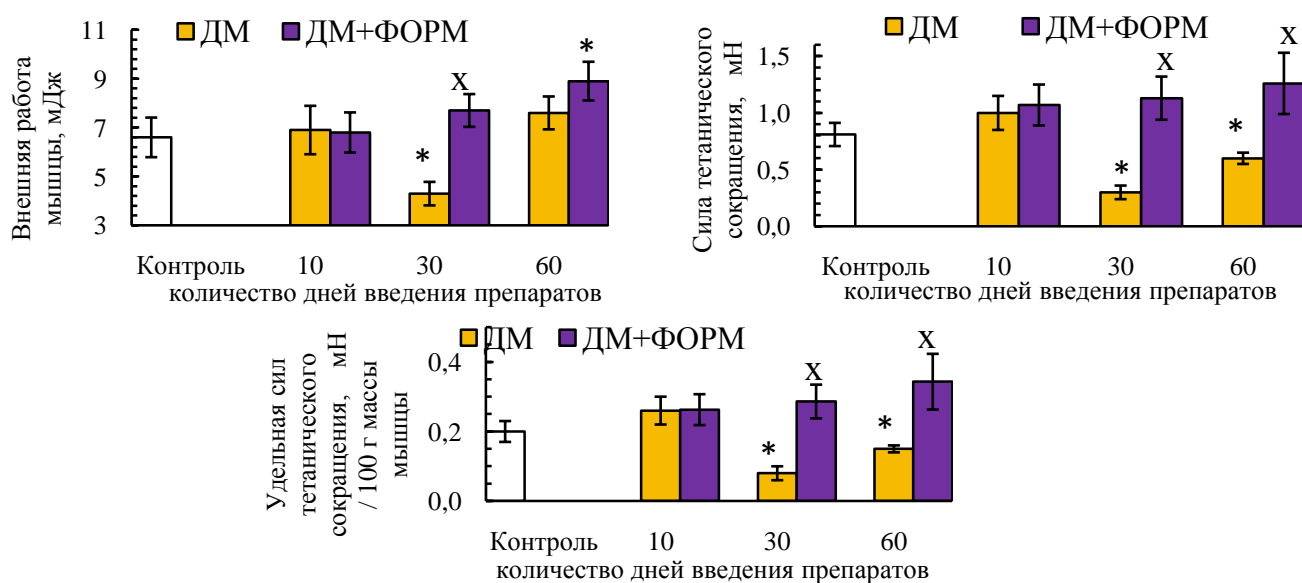 Внешняя работа
мышцы, мДж
11
9
7
5
3
ДМ ДМ+ФОРМ
*
X
*
Контроль 10 30 60
количество дней введения препаратов
Сила тетанического
сокращения, мН
1,5
1,0
0,5
0,0
ДМ ДМ+ФОРМ
*
X
*
X
Контроль 10 30 60
количество дней введения препаратов
Удельная сил
тетанического
сокращения, мН
/ 100 г массы
мышцы
0,4
0,2
0,0
ДМ ДМ+ФОРМ
*
X
*
X
Контроль 10 30 60
количество дней введения препаратов